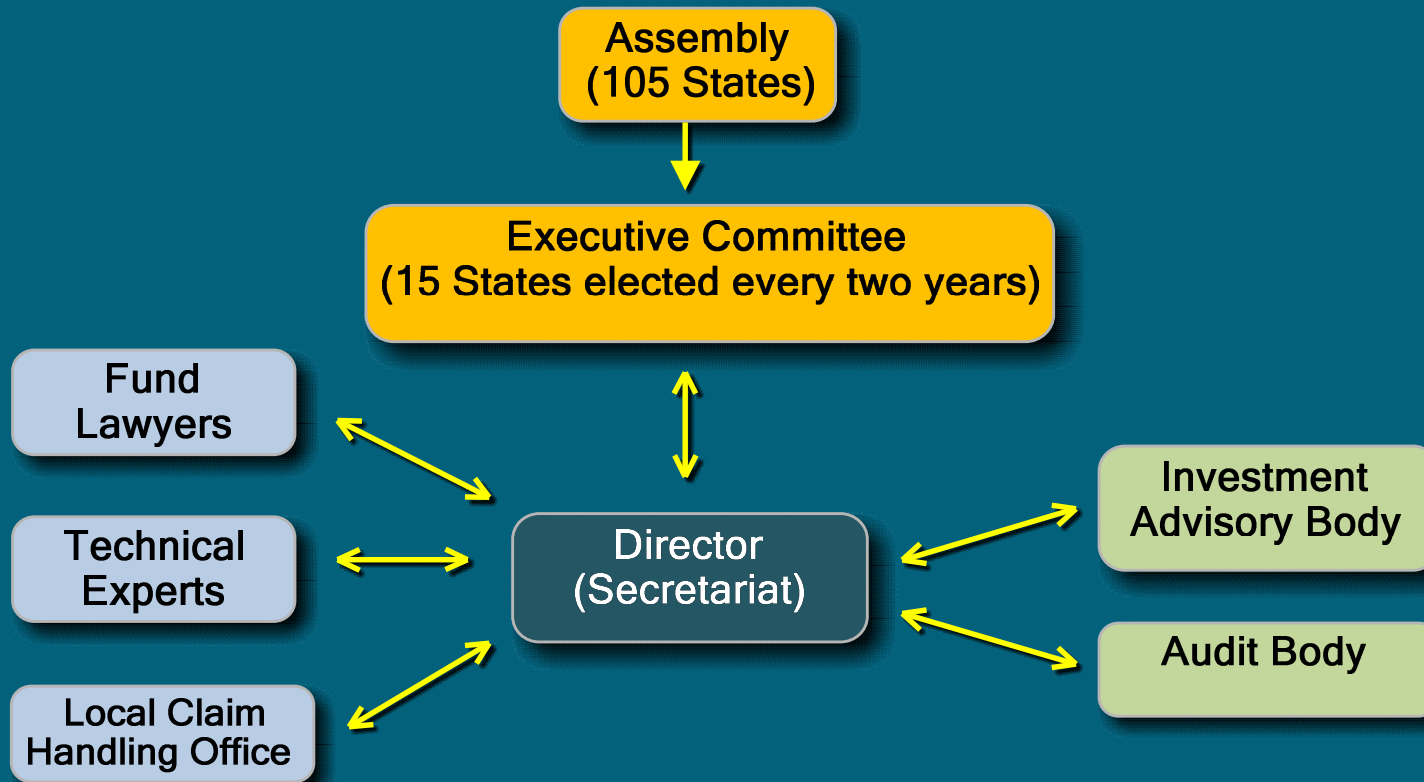 Assembly
(105 States)
Executive Committee
(15 States elected every two years)
Fund
Lawyers
Technical
Experts
Local Claim
Handling Office
Director
(Secretariat)
Investment
Advisory Body
Audit Body